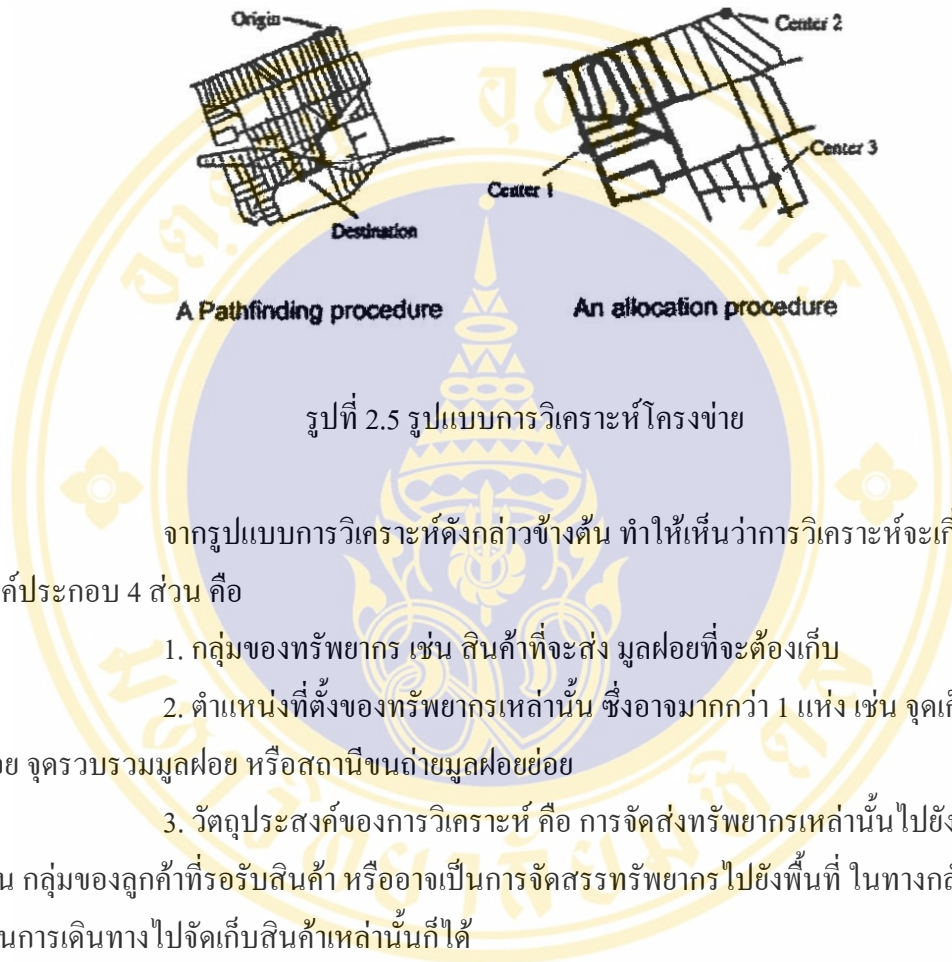 Origin
Center 2
Center 3
Center 1
Destination
A Pathfinding procedure
An allocation procedure
รูปที่ 2.5 รูปแบบการวิเคราะห์โครงข่าย
จากรูปแบบการวิเคราะห์ดังกล่าวข้างต้น ทำให้เห็นว่าการวิเคราะห์จะเกี่
ค์ประกอบ 4 ส่วน คือ
1. กลุ่มของทรัพยากร เช่น สินค้าที่จะส่ง มูลฝอยที่จะต้องเก็บ
2. ตำแหน่งที่ตั้งของทรัพยากรเหล่านั้น ซึ่งอาจมากกว่า 1 แห่ง เช่น จุดเก็
อย จุดรวบรวมมูลฝอย หรือสถานีขนถ่ายมูลฝอยย่อย
3. วัตถุประสงค์ของการวิเคราะห์ คือ การจัดส่งทรัพยากรเหล่านั้นไปยัง
น กลุ่มของลูกค้าที่รอรับสินค้า หรืออาจเป็นการจัดสรรทรัพยากรไปยังพื้นที่ ในทางกลั
นการเดินทางไปจัดเก็บสินค้าเหล่านั้นก็ได้